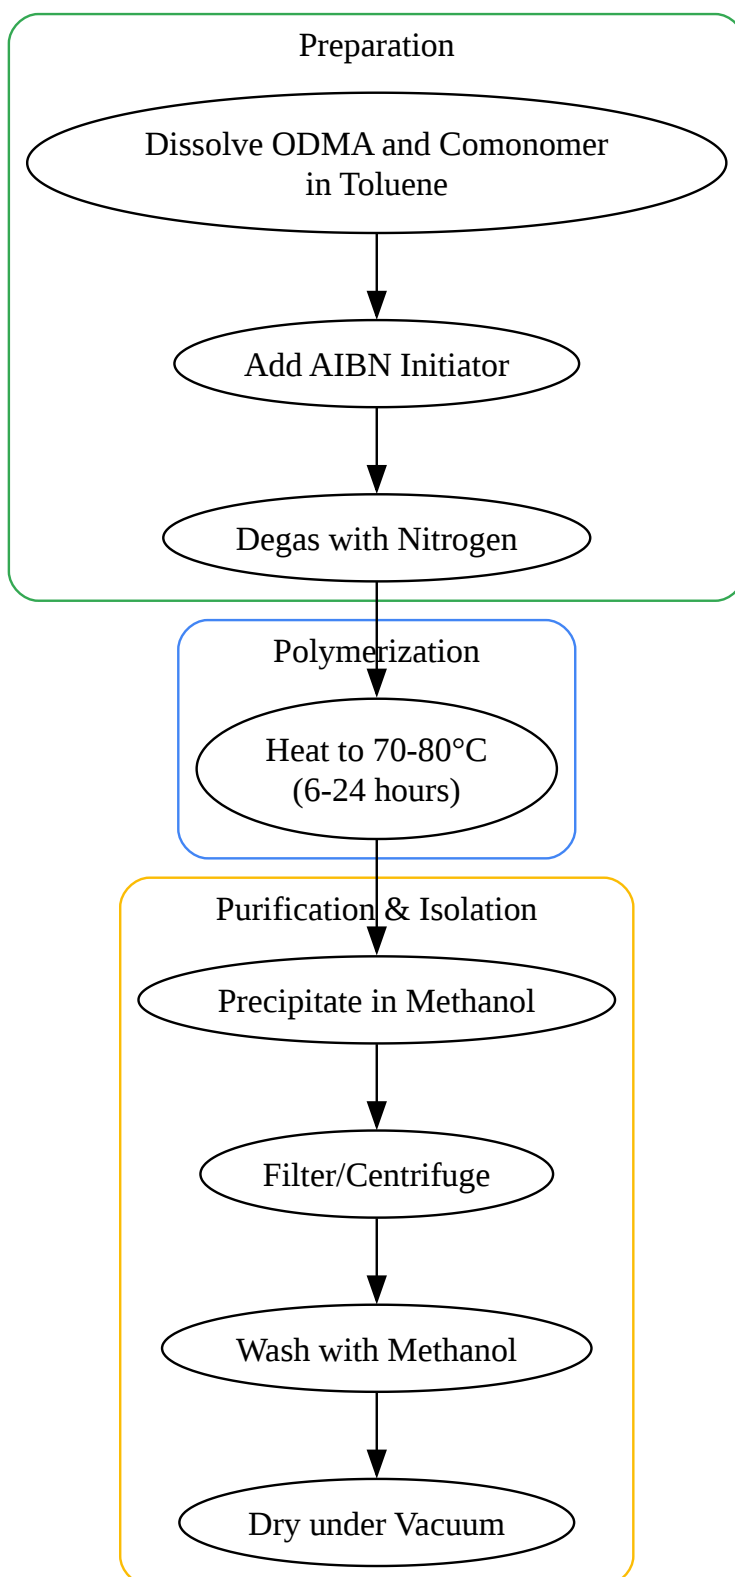 Preparation
Dissolve ODMA and Comonomer
in Toluene
Add AIBN Initiator
Degas with Nitrogen
Polymerization
Heat to 70-80°C
(6-24 hours)
Purification & Isolation
Precipitate in Methanol
Filter/Centrifuge
Wash with Methanol
Dry under Vacuum